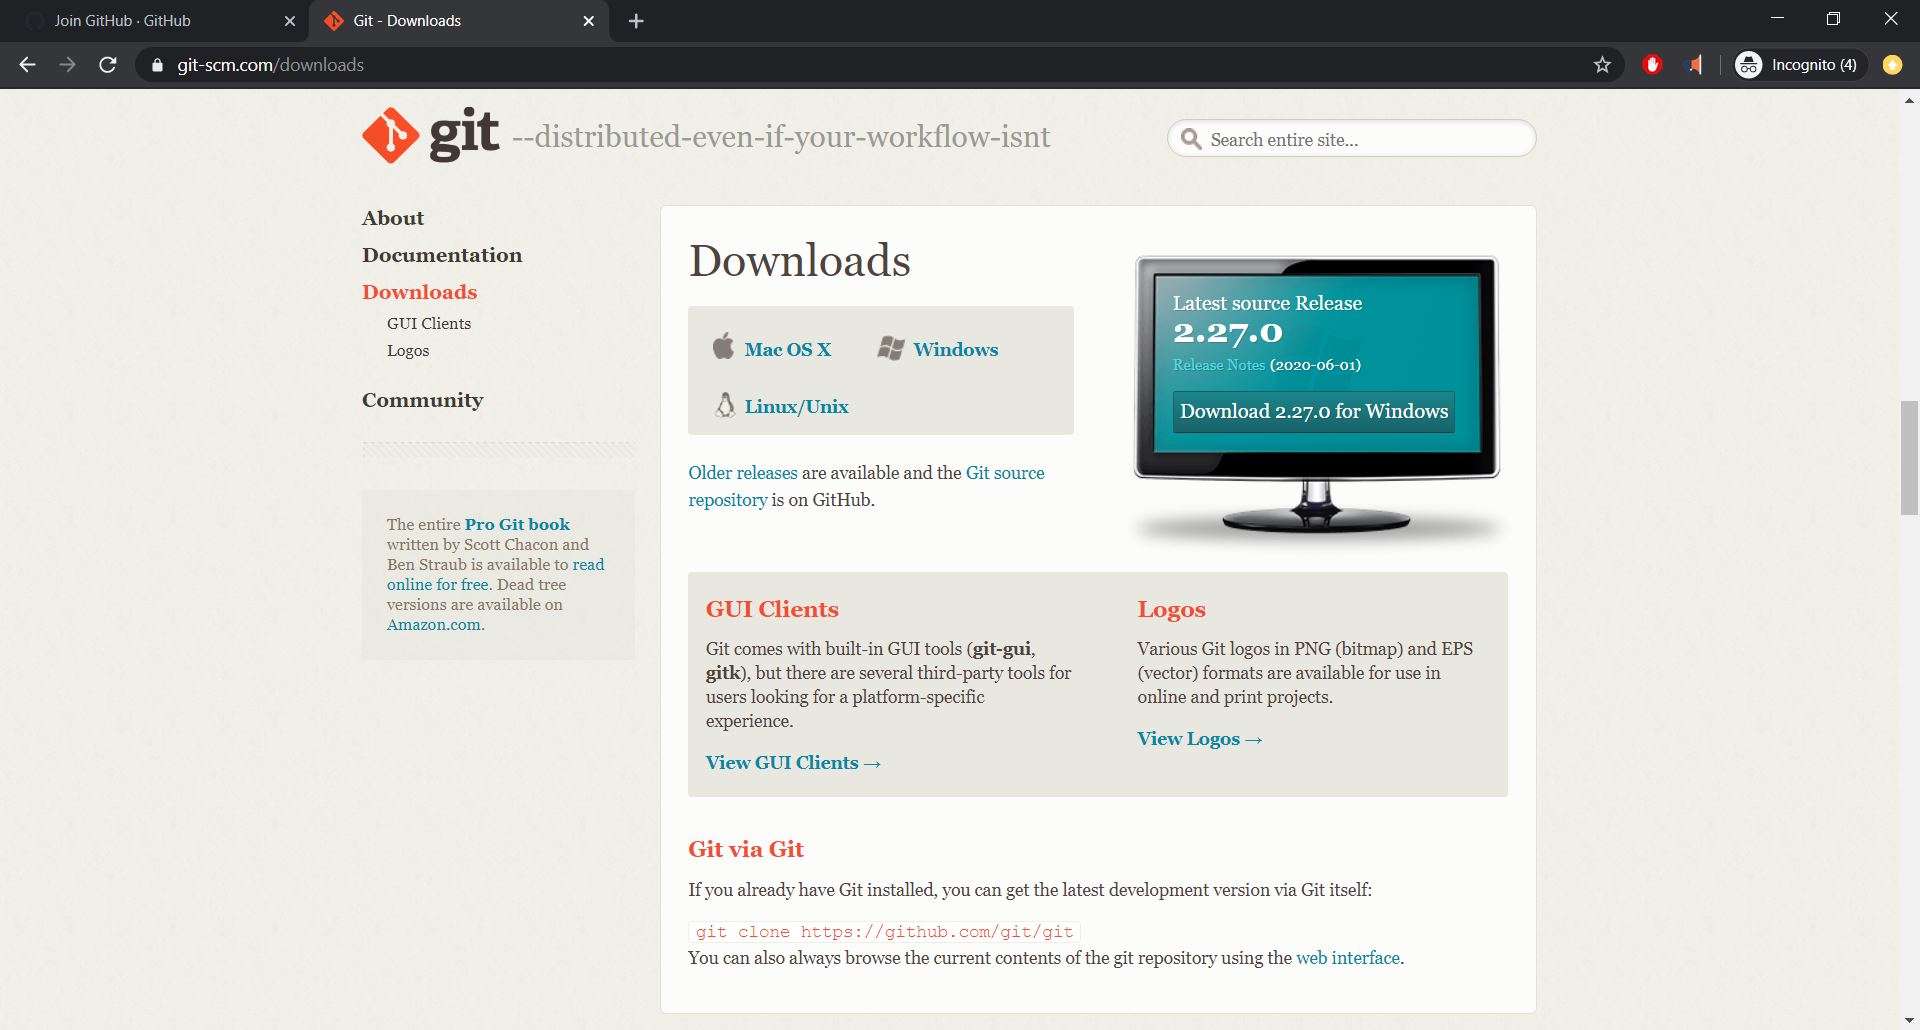 Join GitHub · GitHub
Git - Downloads
git-scm.com/downloads
Incognito (4)
git --distributed-even-if-your-workflow-isnt
Search entire site...
About
Documentation
Downloads
GUI Clients
Logos
Community
The entire Pro Git book
written by Scott Chacon and
Ben Straub is available to read
online for free. Dead tree
versions are available on
Amazon.com.
Downloads
Mac OS X
Windows
Linux/Unix
Older releases are available and the Git source
repository is on GitHub.
Latest source Release
2.27.0
Release Notes (2020-06-01)
Download 2.27.0 for Windows
GUI Clients
Git comes with built-in GUI tools (git-gui,
gitk), but there are several third-party tools for
users looking for a platform-specific
experience.
View GUI Clients →
Logos
Various Git logos in PNG (bitmap) and EPS
(vector) formats are available for use in
online and print projects.
View Logos →
Git via Git
If you already have Git installed, you can get the latest development version via Git itself:
git clone https://github.com/git/git
You can also always browse the current contents of the git repository using the web interface.